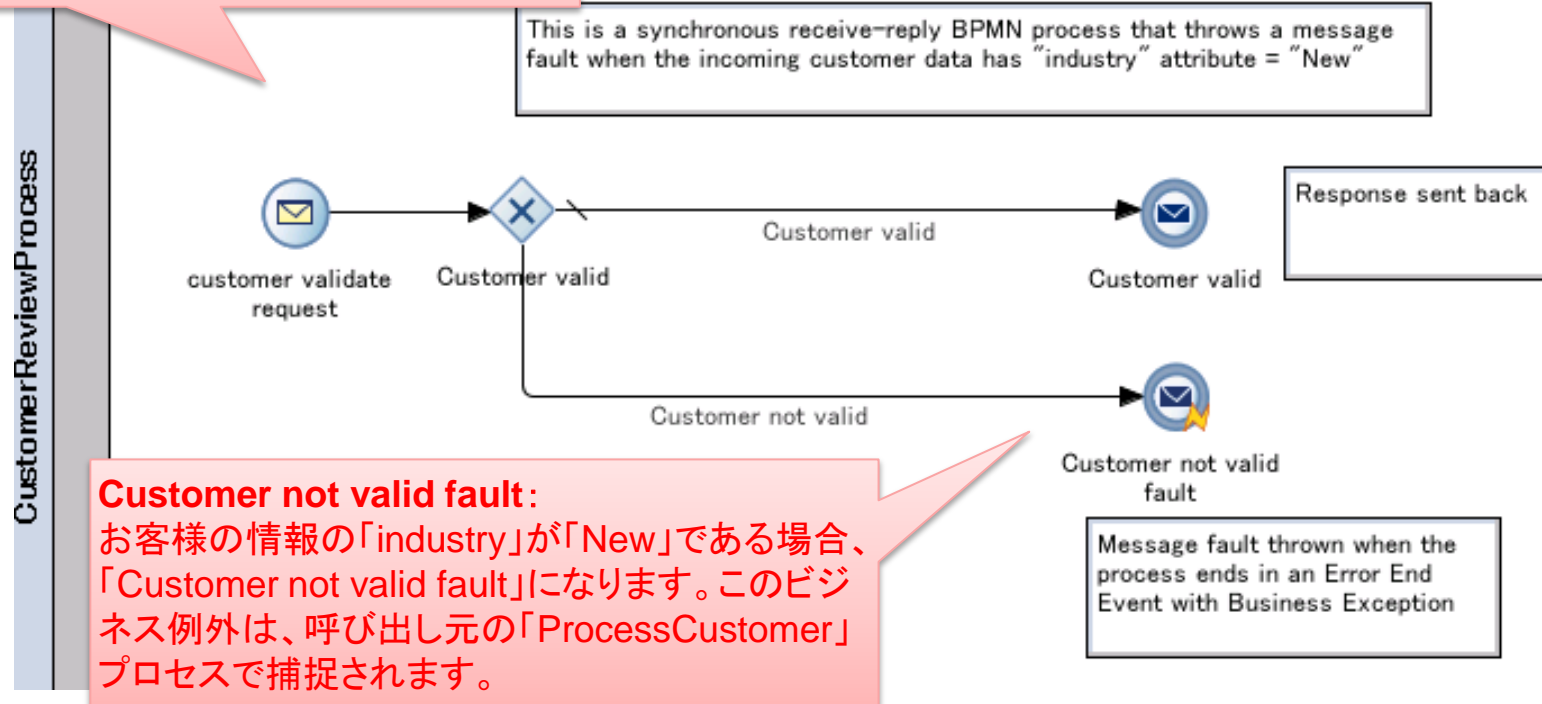 This is a synchronous receive-reply BPMN process that throws a message
fault when the incoming customer data has "industry" attribute = "New"
CustomerReviewProcess
Response sent back
Customer valid
customer validate
request
Customer valid
Customer valid
Customer not valid
Customer not valid
fault
Customer not valid fault：
お客様の情報の「industry」が「New」である場合、
「Customer not valid fault」になります。このビジ
ネス例外は、呼び出し元の「ProcessCustomer」
プロセスで捕捉されます。
Message fault thrown when the
process ends in an Error End
Event with Business Exception